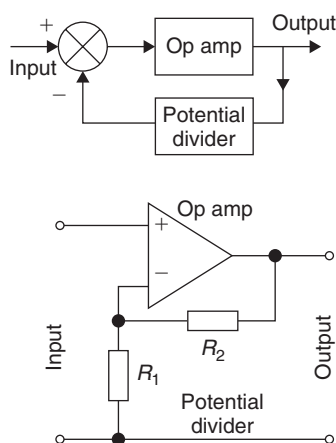 +
Input
−
Op amp
Output
Potential
divider
Op amp
+
−
Input
R1
R2
Potential
divider
Output